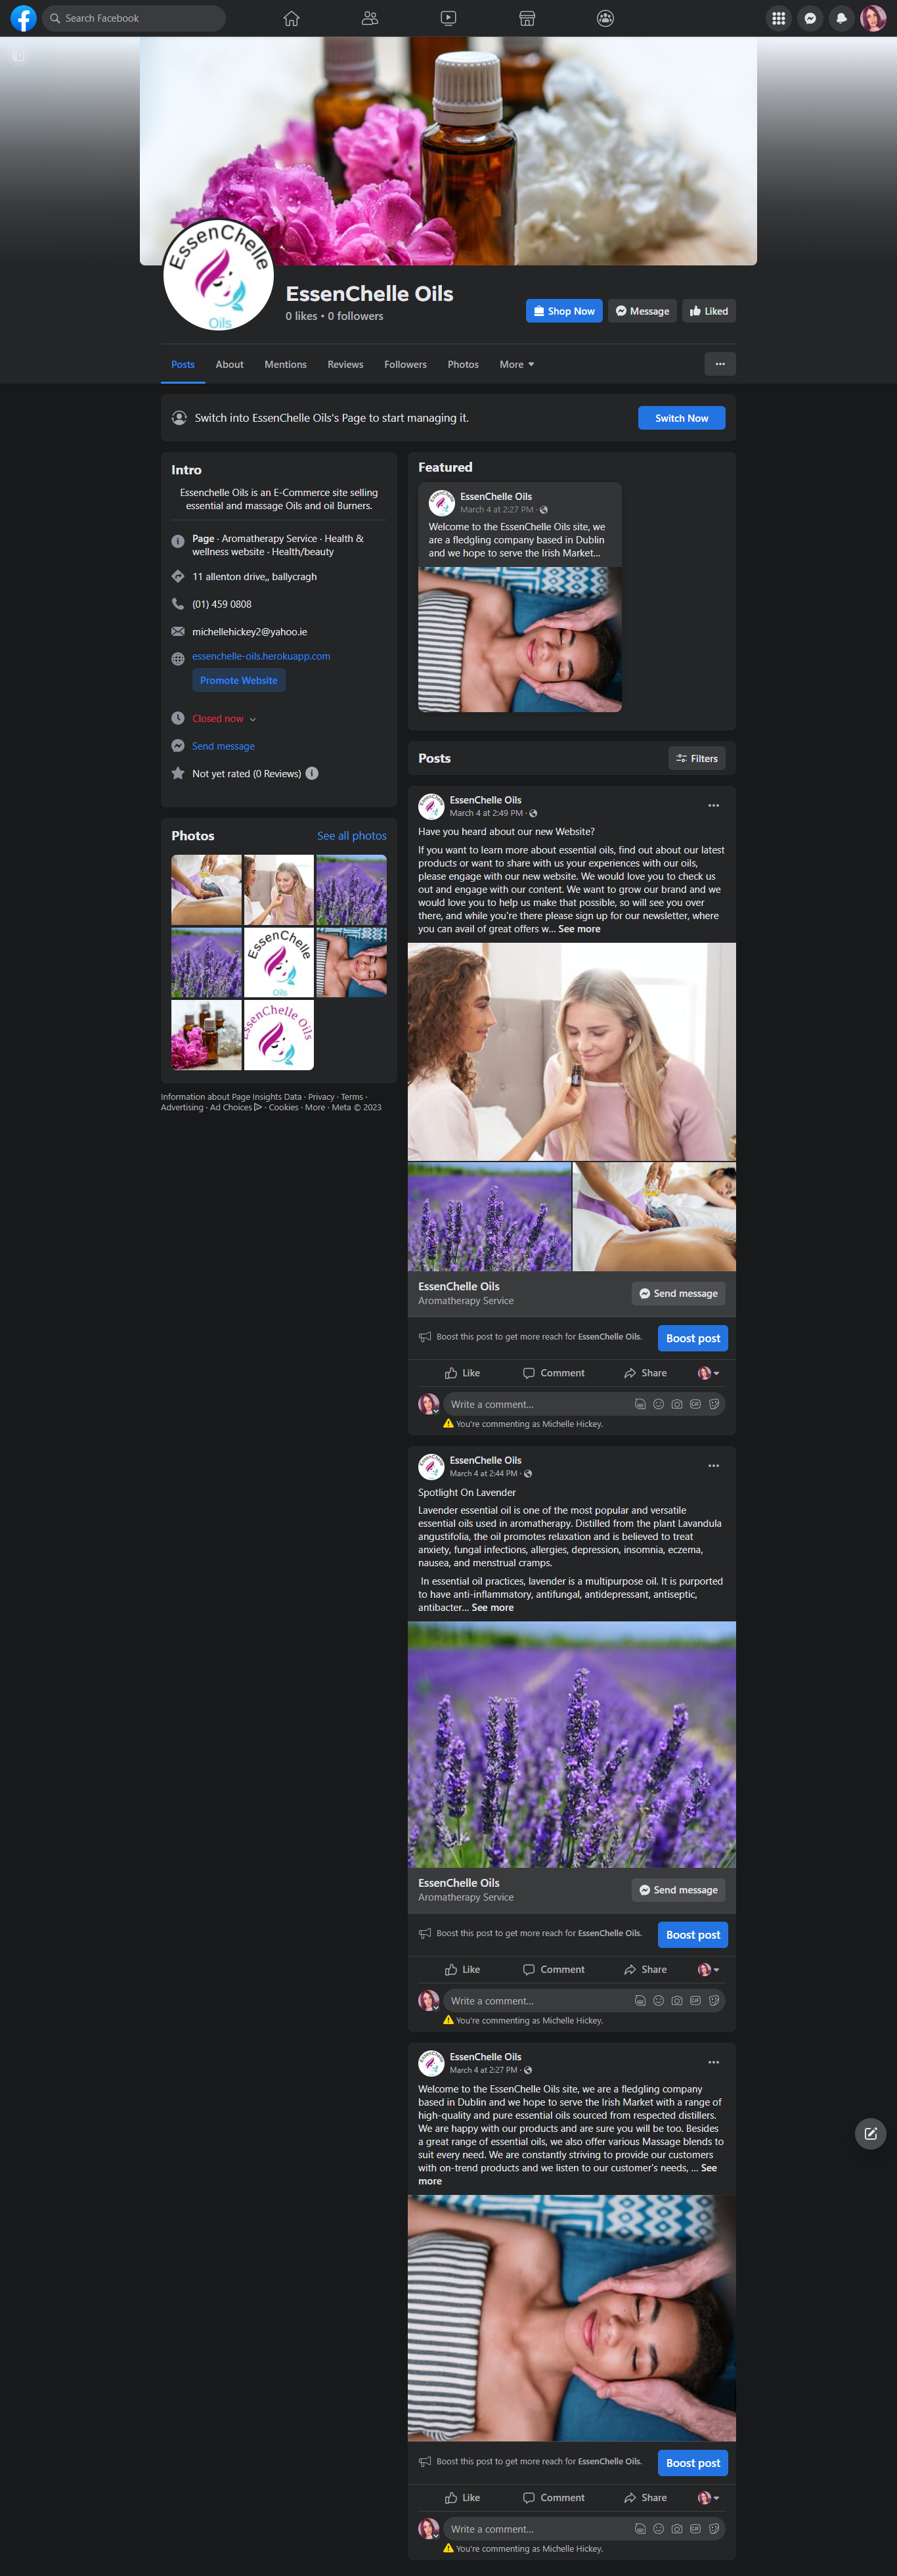 Search Facebook
EssenChelle
Oils
EssenChelle Oils
0 likes • 0 followers
Shop Now
Message
Liked
Posts
About
Mentions
Reviews
Followers
Photos
More
Switch into EssenChelle Oils's Page to start managing it.
Switch Now
Intro
Essenchelle Oils is an E-Commerce site selling
essential and massage Oils and oil Burners.
Page · Aromatherapy Service · Health &
wellness website · Health/beauty
11 allenton drive,, ballycragh
(01) 459 0808
michellehickey2@yahoo.ie
essenchelle-oils.herokuapp.com
Promote Website
Closed now
Send message
Not yet rated (0 Reviews)
Photos
See all photos
EssenChelle
Oils
EssenChelle Oils
Information about Page Insights Data · Privacy · Terms ·
Advertising · Ad Choices · Cookies · More · Meta © 2023
Featured
EssenChelle Oils
March 4 at 2:27 PM ·
Welcome to the EssenChelle Oils site, we
are a fledgling company based in Dublin
and we hope to serve the Irish Market...
Posts
Filters
EssenChelle Oils
March 4 at 2:49 PM ·
Have you heard about our new Website?
If you want to learn more about essential oils, find out about our latest
products or want to share with us your experiences with our oils,
please engage with our new website. We would love you to check us
out and engage with our content. We want to grow our brand and we
would love you to help us make that possible, so will see you over
there, and while you're there please sign up for our newsletter, where
you can avail of great offers w... See more
EssenChelle Oils
Aromatherapy Service
Send message
Boost this post to get more reach for EssenChelle Oils.
Boost post
Like
Comment
Share
Write a comment...
You're commenting as Michelle Hickey.
EssenChelle Oils
March 4 at 2:44 PM ·
Spotlight On Lavender
Lavender essential oil is one of the most popular and versatile
essential oils used in aromatherapy. Distilled from the plant Lavandula
angustifolia, the oil promotes relaxation and is believed to treat
anxiety, fungal infections, allergies, depression, insomnia, eczema,
nausea, and menstrual cramps.
In essential oil practices, lavender is a multipurpose oil. It is purported
to have anti-inflammatory, antifungal, antidepressant, antiseptic,
antibacter... See more
EssenChelle Oils
Aromatherapy Service
Send message
Boost this post to get more reach for EssenChelle Oils.
Boost post
Like
Comment
Share
Write a comment...
You're commenting as Michelle Hickey.
EssenChelle Oils
March 4 at 2:27 PM ·
Welcome to the EssenChelle Oils site, we are a fledgling company
based in Dublin and we hope to serve the Irish Market with a range of
high-quality and pure essential oils sourced from respected distillers.
We are happy with our products and are sure you will be too. Besides
a great range of essential oils, we also offer various Massage blends to
suit every need. We are constantly striving to provide our customers
with on-trend products and we listen to our customer's needs, ... See
more
Boost this post to get more reach for EssenChelle Oils.
Boost post
Like
Comment
Share
Write a comment...
You're commenting as Michelle Hickey.